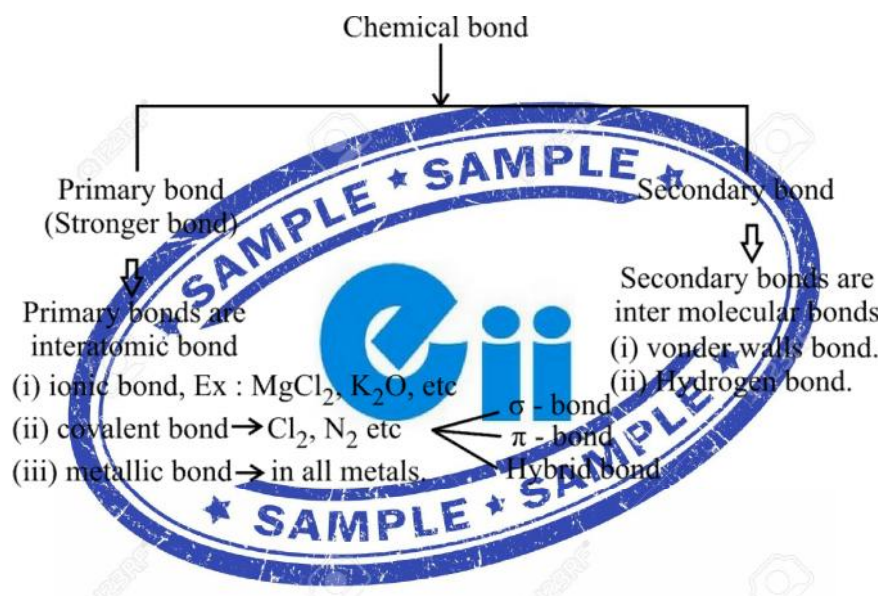 Chemical bond
Primary bond
(Stronger bond)
Primary bonds are
interatomic bond
(i) ionic bond, Ex : MgCl₂, K₂O, etc
(ii) covalent bond → Cl₂, N₂ etc
σ - bond
π - bond
Hybrid bond
(iii) metallic bond → in all metals.
Secondary bond
Secondary bonds are
inter molecular bonds
(i) vonder walls bond.
(ii) Hydrogen bond.
SAMPLE ★ SAMPLE
eii
SAMPLE ★ SAMPLE